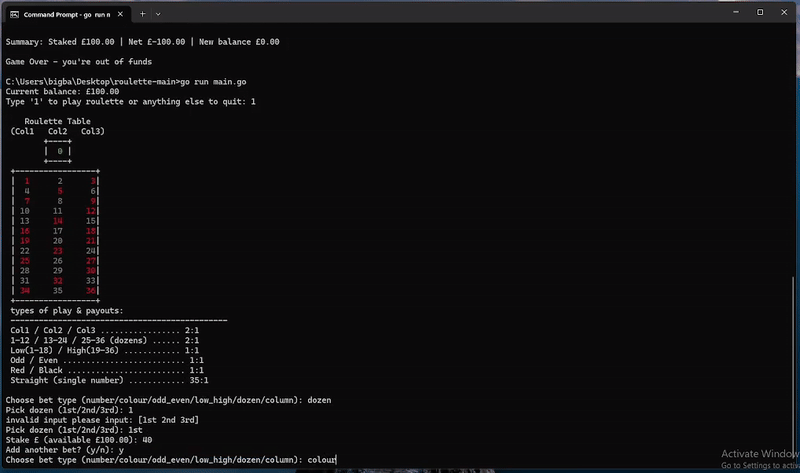 Command Prompt - go run m
Summary: Staked £100.00 | Net £-100.00 | New balance £0.00
Game Over - you're out of funds
C:\Users\bigba\Desktop\roulette-main>go run main.go
Current balance: £100.00
Type '1' to play roulette or anything else to quit: 1
Roulette Table
(Col1 Col2 Col3)
+----+
| 0 |
+----+
+-----------------+
| 1 2 3|
| 4 5 6|
| 7 8 9|
| 10 11 12|
| 13 14 15|
| 16 17 18|
| 19 20 21|
| 22 23 24|
| 25 26 27|
| 28 29 30|
| 31 32 33|
| 34 35 36|
+-----------------+
types of play & payouts:
-------------------------------------------
Col1 / Col2 / Col3 ................ 2:1
1-12 / 13-24 / 25-36 (dozens) ...... 2:1
Low(1-18) / High(19-36) ............ 1:1
Odd / Even ......................... 1:1
Red / Black ........................ 1:1
Straight (single number) ........... 35:1
Choose bet type (number/colour/odd_even/low_high/dozen/column): dozen
Pick dozen (1st/2nd/3rd): 1
invalid input please input: [1st 2nd 3rd]
Pick dozen (1st/2nd/3rd): 1st
Stake £ (available £100.00): 40
Add another bet? (y/n): y
Choose bet type (number/colour/odd_even/low_high/dozen/column): colour
Activate Window
Go to Settings to activ